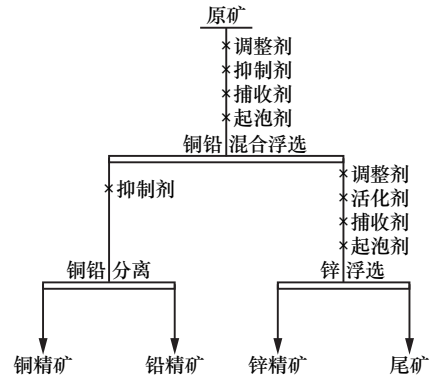 原矿
调整剂
抑制剂
捕收剂
起泡剂
铜铅 混合浮选
抑制剂
调整剂
活化剂
捕收剂
起泡剂
铜铅 分离
锌 浮选
铜精矿 铅精矿 锌精矿 尾矿